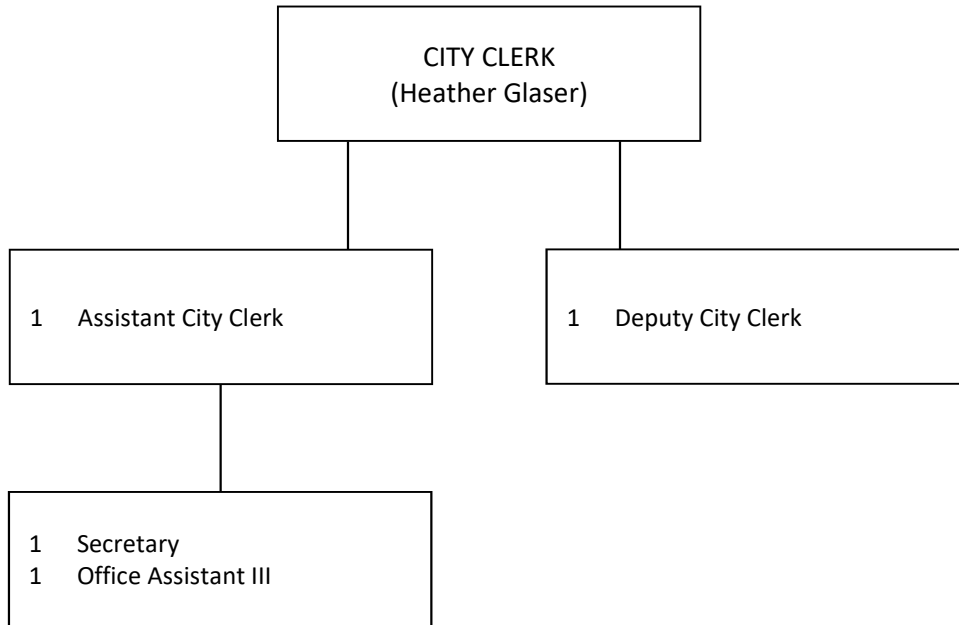 CITY CLERK
(Heather Glaser)
1 Assistant City Clerk
1 Deputy City Clerk
1 Secretary
1 Office Assistant III